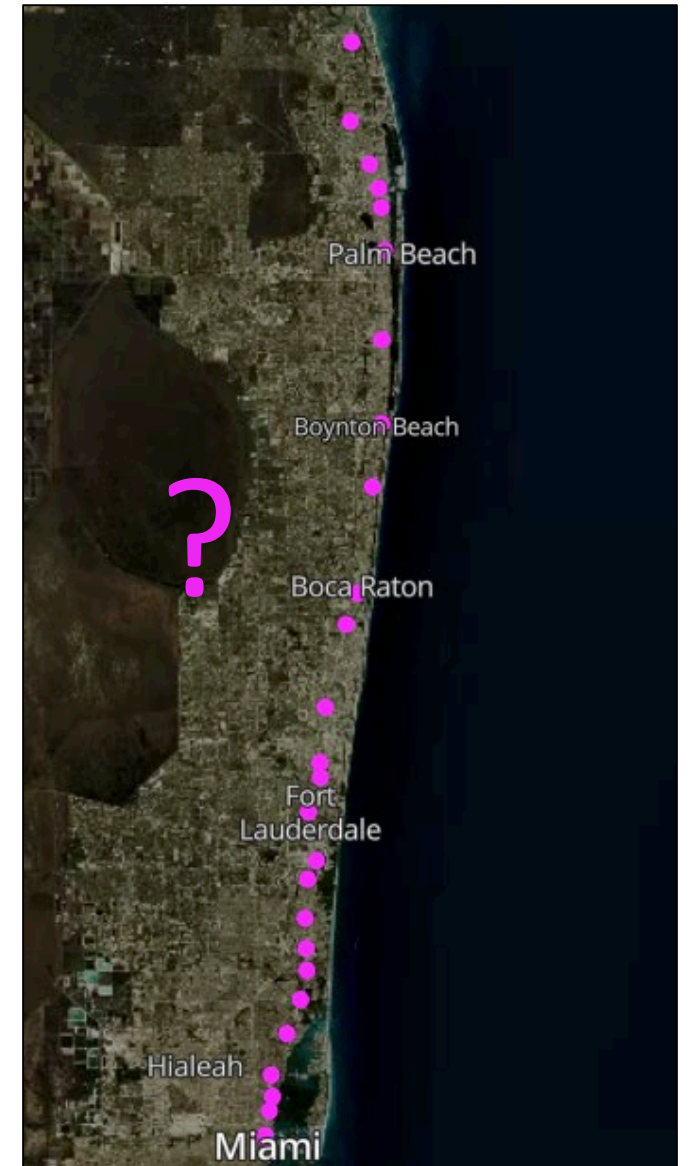 Palm Beach
Boynton Beach
?
Boca Raton
Fort
Lauderdale
Hialeah
Miami